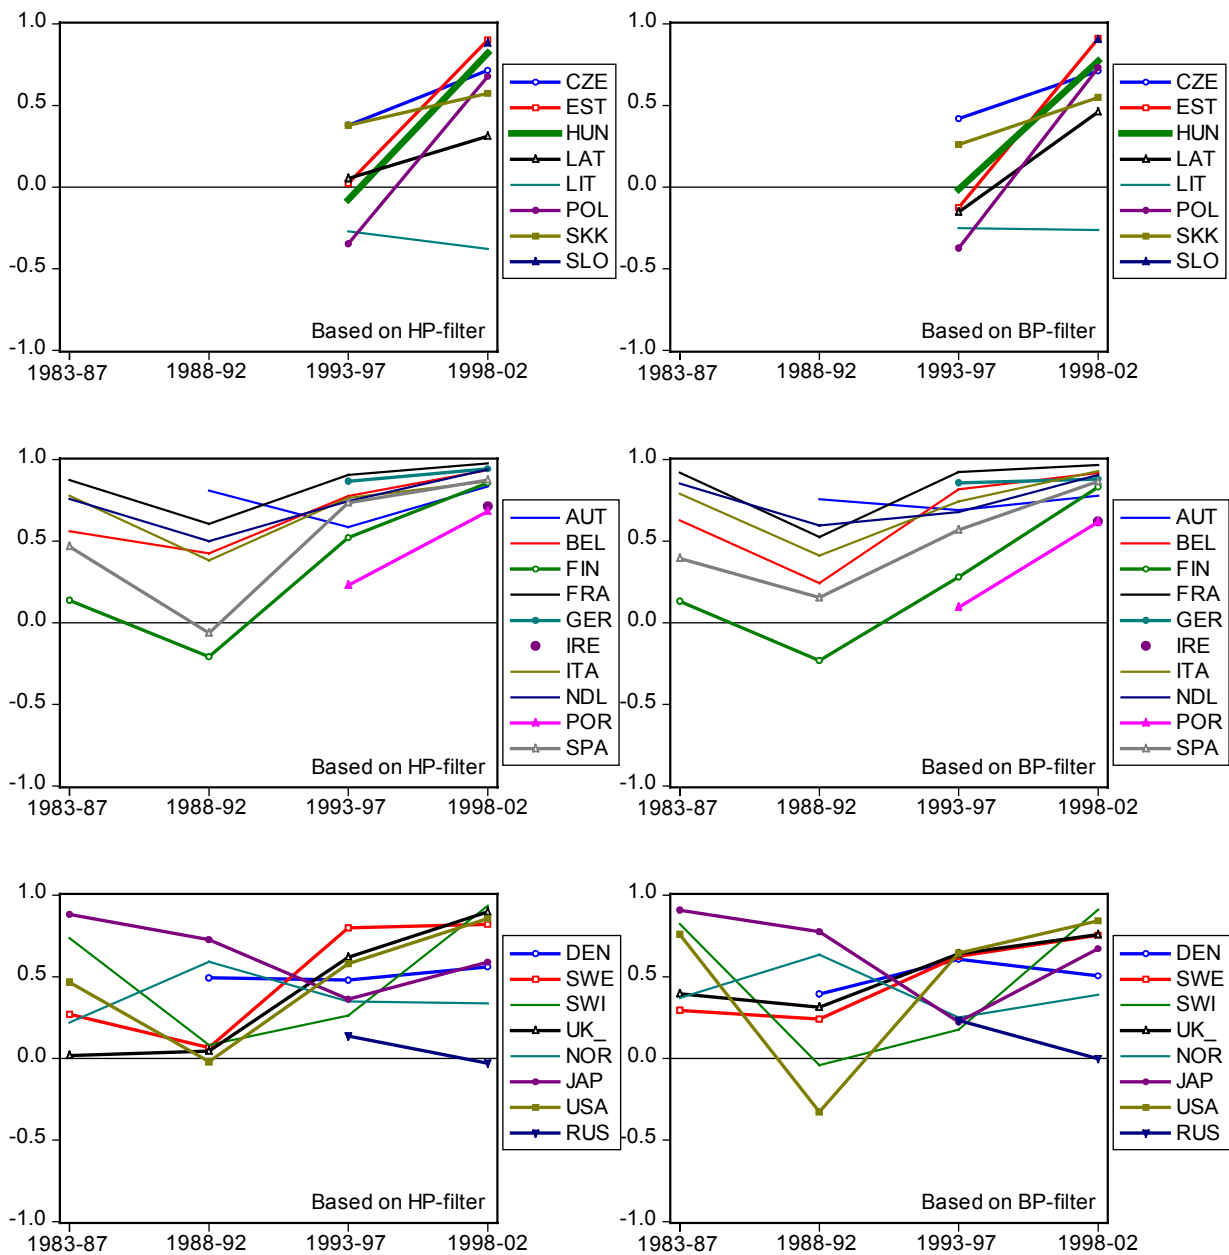 1.0
0.5
0.0
-0.5
-1.0
1983-87 1988-92 1993-97 1998-02
Based on HP-filter
CZE
EST
HUN
LAT
LIT
POL
SKK
SLO
1.0
0.5
0.0
-0.5
-1.0
1983-87 1988-92 1993-97 1998-02
Based on BP-filter
CZE
EST
HUN
LAT
LIT
POL
SKK
SLO
1.0
0.5
0.0
-0.5
-1.0
1983-87 1988-92 1993-97 1998-02
Based on HP-filter
AUT
BEL
FIN
FRA
GER
IRE
ITA
NDL
POR
SPA
1.0
0.5
0.0
-0.5
-1.0
1983-87 1988-92 1993-97 1998-02
Based on BP-filter
AUT
BEL
FIN
FRA
GER
IRE
ITA
NDL
POR
SPA
1.0
0.5
0.0
-0.5
-1.0
1983-87 1988-92 1993-97 1998-02
Based on HP-filter
DEN
SWE
SWI
UK_
NOR
JAP
USA
RUS
1.0
0.5
0.0
-0.5
-1.0
1983-87 1988-92 1993-97 1998-02
Based on BP-filter
DEN
SWE
SWI
UK_
NOR
JAP
USA
RUS